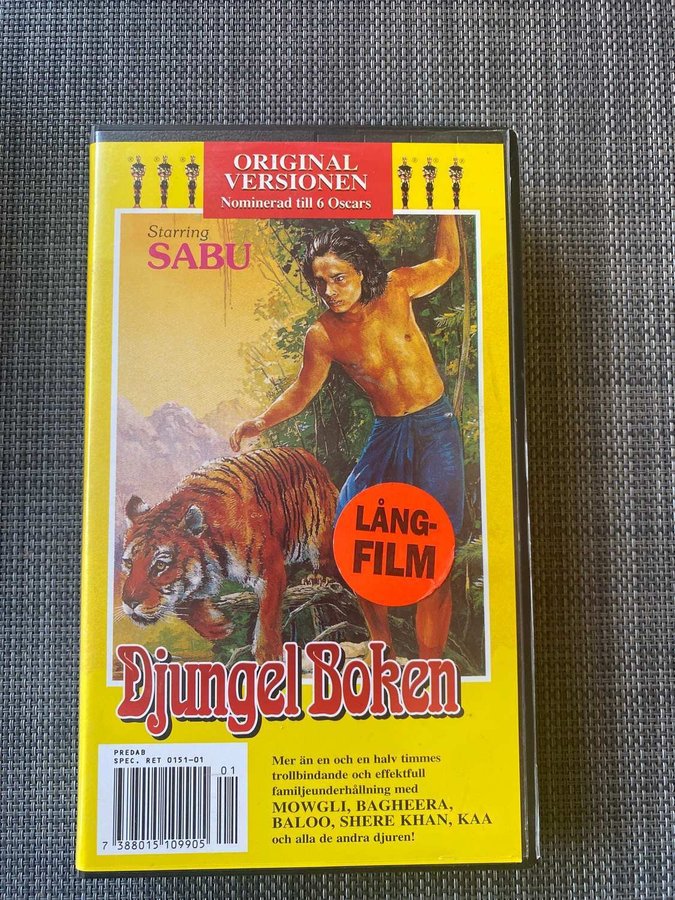 ORIGINAL
VERSIONEN
Nominerad till 6 Oscars
Starring
SABU
LÅNG-
FILM
Djungel Boken
PREDAB
SPEC. RET 0151-01
01
7 388015 109905
Mer än en och en halv timmes
trollbindande och effektfull
familjeunderhållning med
MOWGLI, BAGHEERA,
BALOO, SHERE KHAN, KAA
och alla de andra djuren!